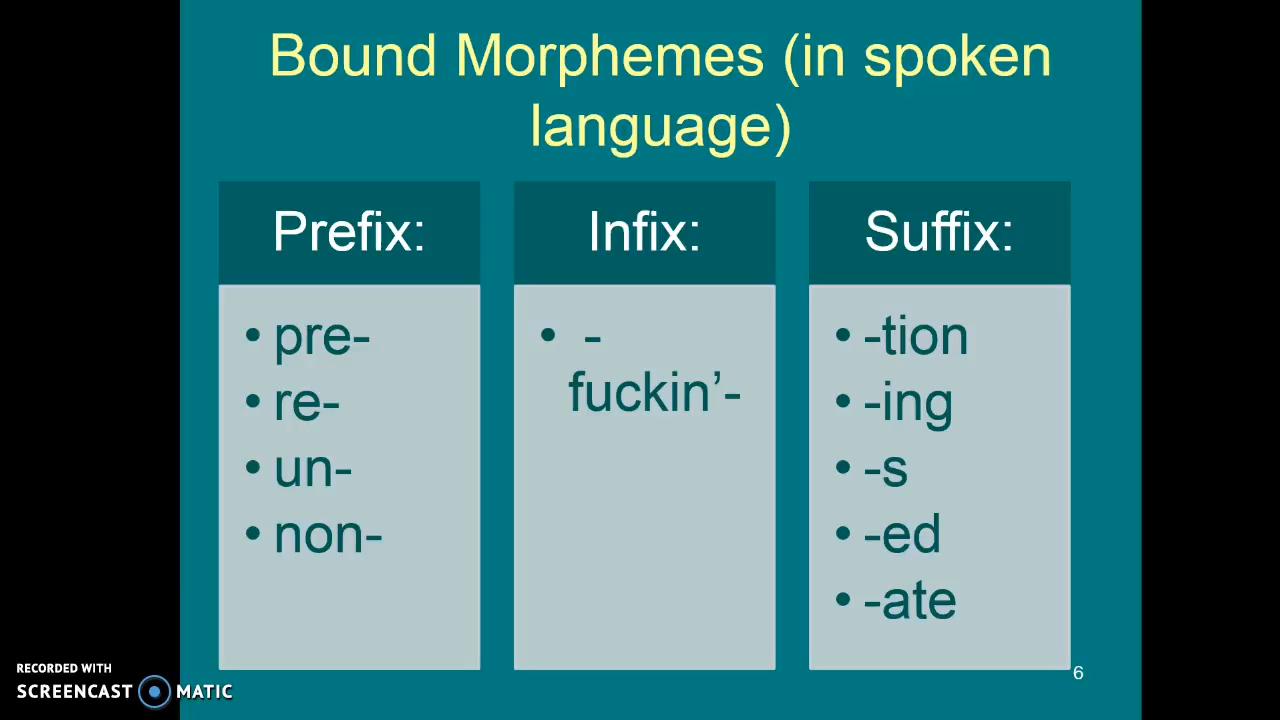 Bound Morphemes (in spoken
language)
Prefix:
• pre-
• re-
• un-
• non-
Infix:
• -
fuckin’-
Suffix:
• -tion
• -ing
• -s
• -ed
• -ate
6
RECORDED WITH
SCREENCAST MATIC